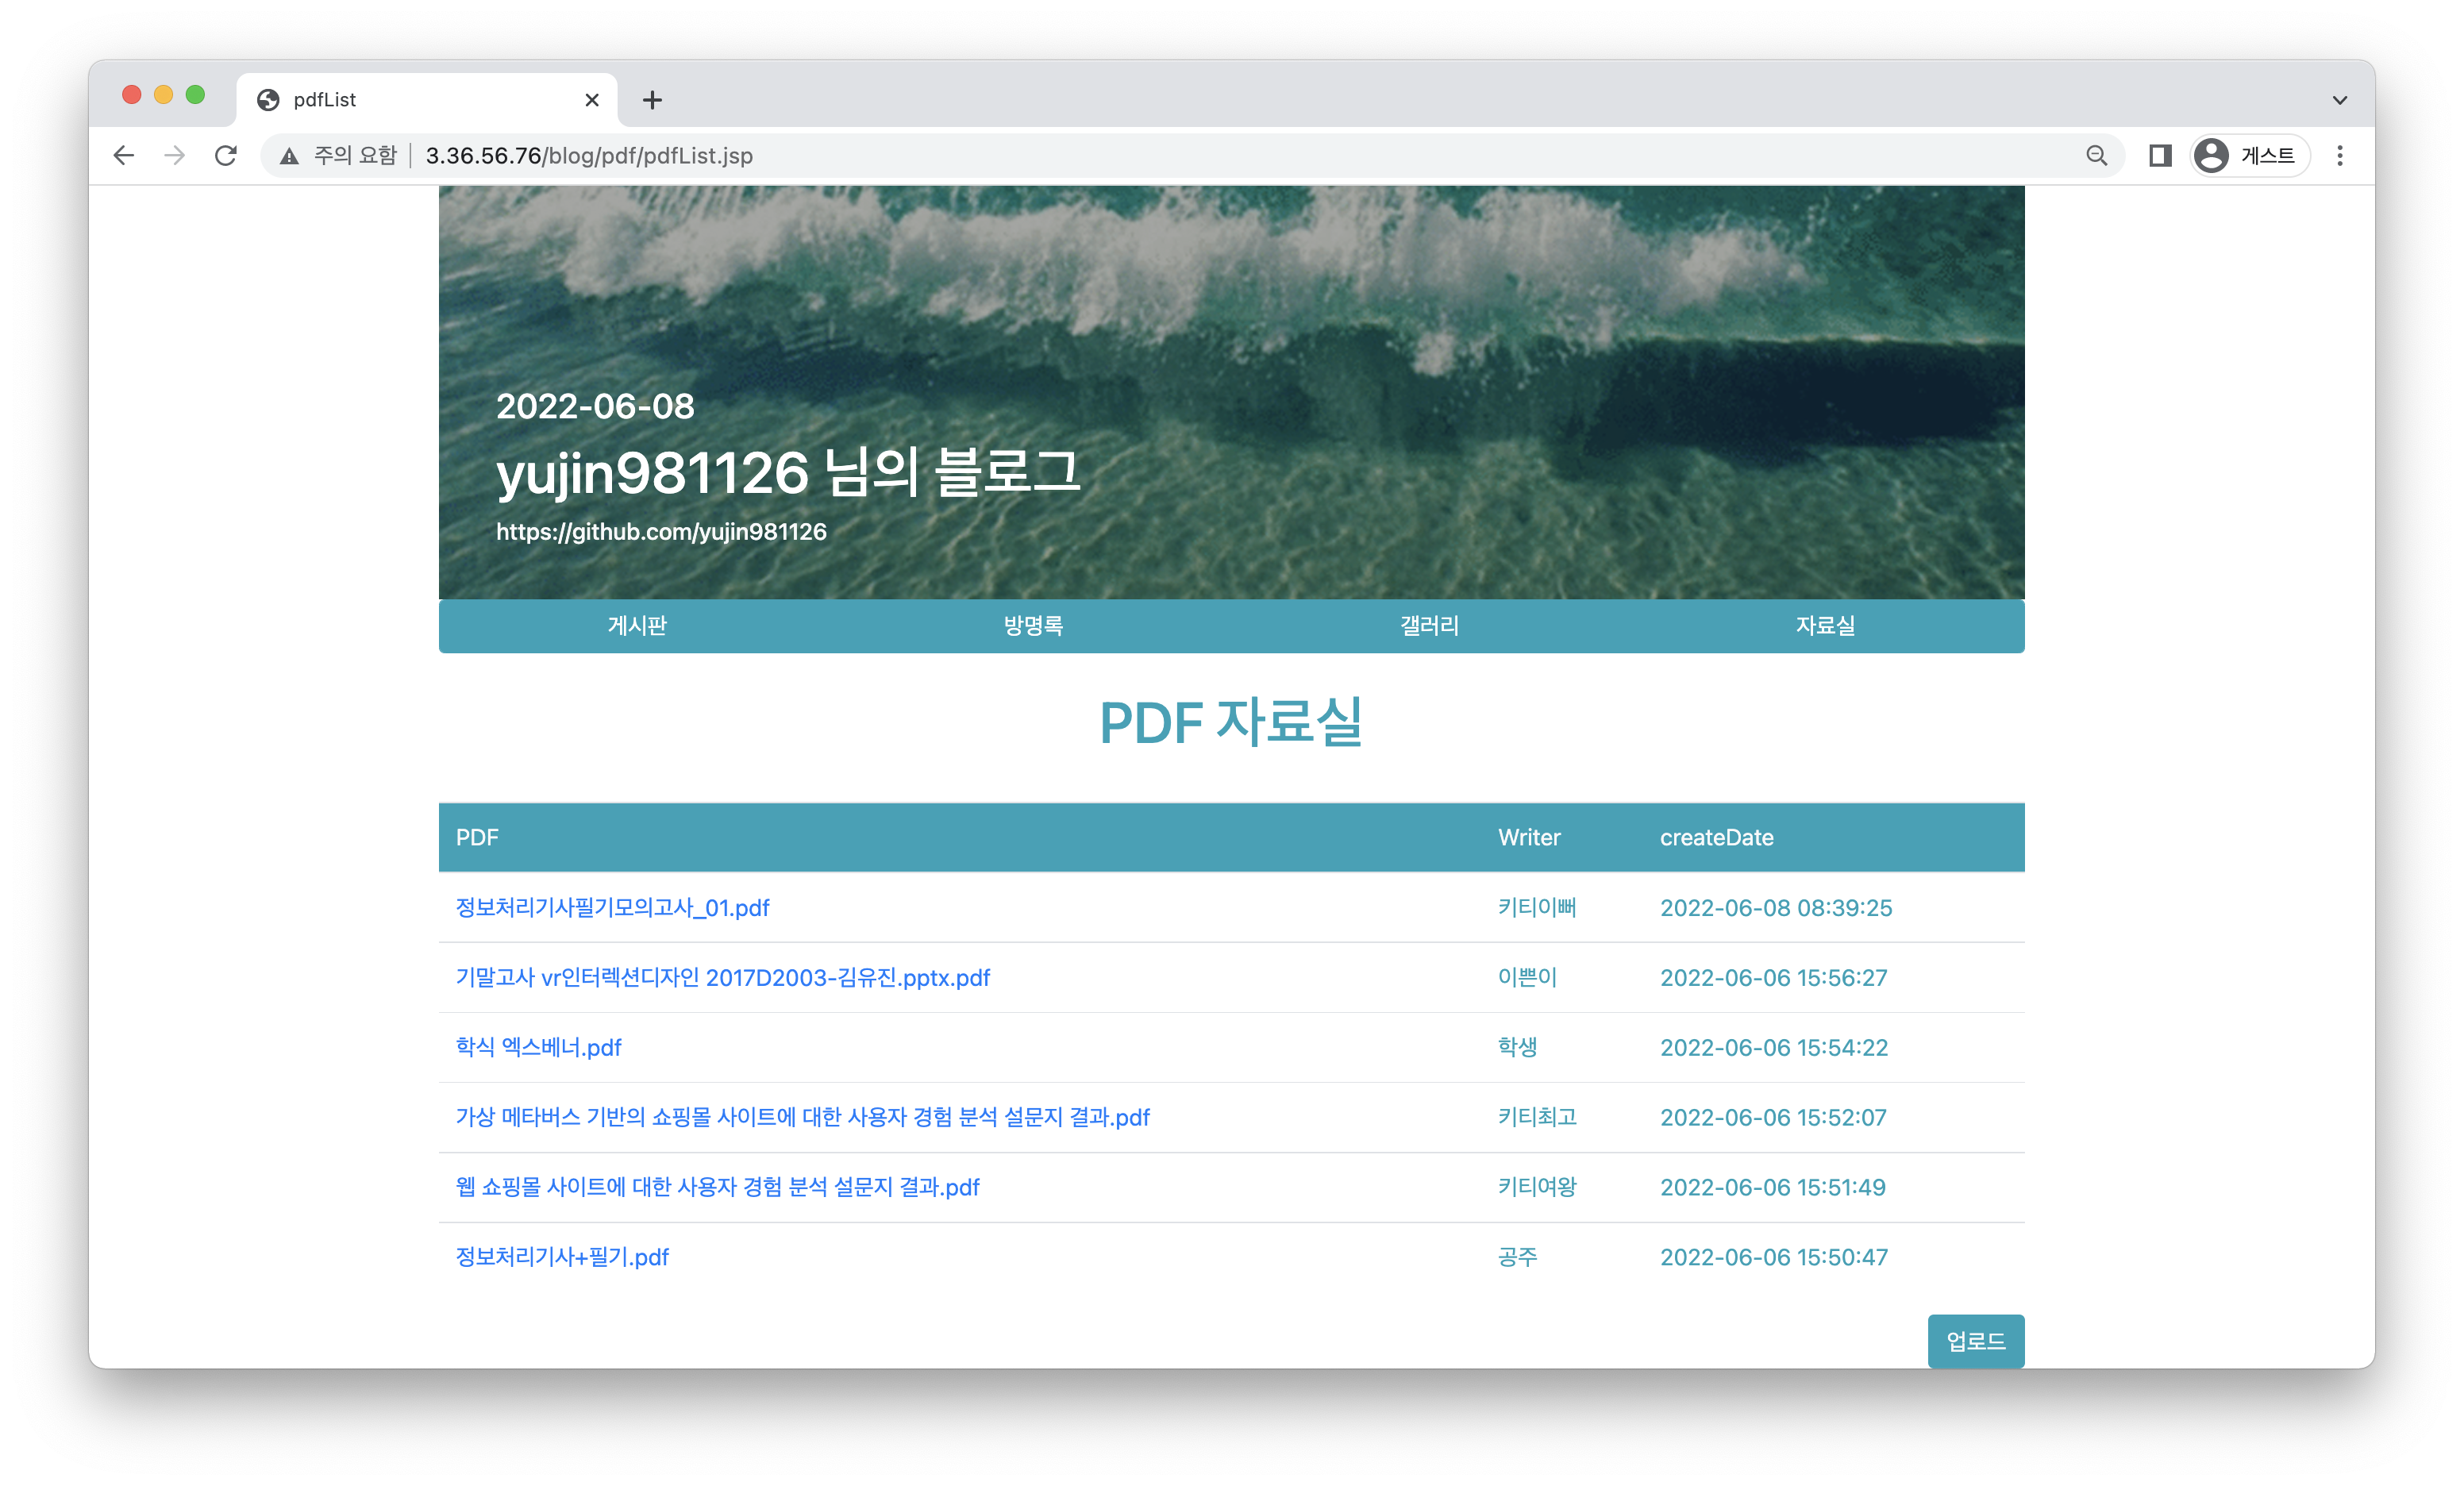 pdfList
주의 요함 3.36.56.76/blog/pdf/pdfList.jsp 게스트
2022-06-08
yujin981126 님의 블로그
https://github.com/yujin981126
게시판 방명록 갤러리 자료실
PDF 자료실
PDF Writer createDate
정보처리기사필기모의고사_01.pdf 키티이뻐 2022-06-08 08:39:25
기말고사 vr인터렉션디자인 2017D2003-김유진.pptx.pdf 이쁜이 2022-06-06 15:56:27
학식 엑스베너.pdf 학생 2022-06-06 15:54:22
가상 메타버스 기반의 쇼핑몰 사이트에 대한 사용자 경험 분석 설문지 결과.pdf 키티최고 2022-06-06 15:52:07
웹 쇼핑몰 사이트에 대한 사용자 경험 분석 설문지 결과.pdf 키티여왕 2022-06-06 15:51:49
정보처리기사+필기.pdf 공주 2022-06-06 15:50:47
업로드